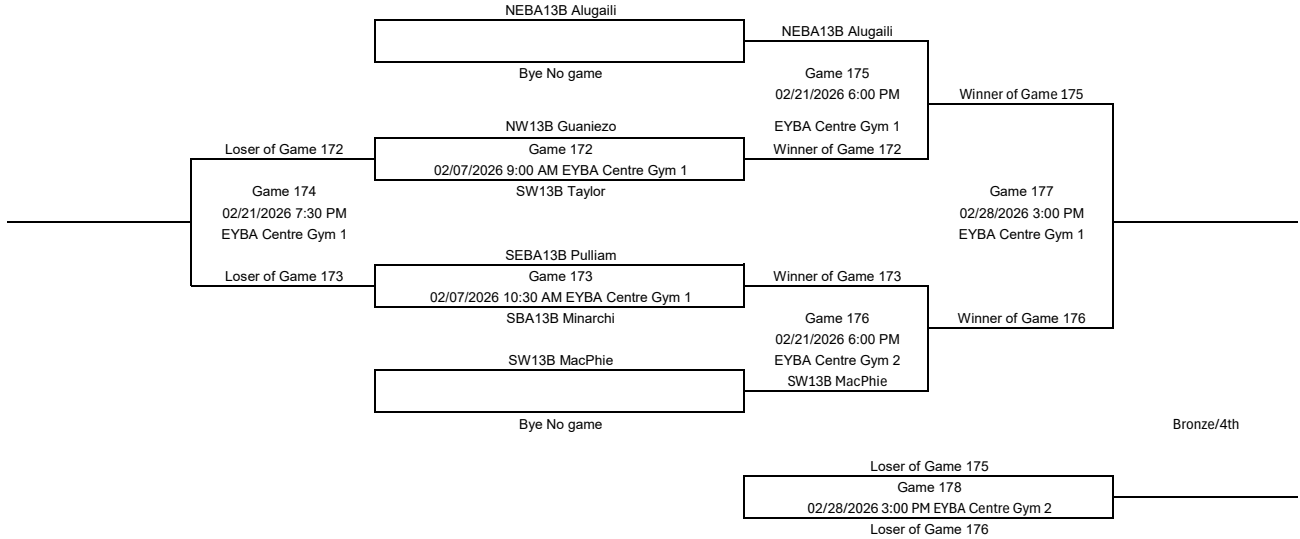 NEBA13B Alugaili
NEBA13B Alugaili
Bye No game
Game 175
02/21/2026 6:00 PM
Winner of Game 175
NW13B Guaniezo
EYBA Centre Gym 1
Loser of Game 172
Game 172
Winner of Game 172
02/07/2026 9:00 AM EYBA Centre Gym 1
Game 174
SW13B Taylor
Game 177
02/21/2026 7:30 PM
02/28/2026 3:00 PM
EYBA Centre Gym 1
EYBA Centre Gym 1
SEBA13B Pulliam
Loser of Game 173
Game 173
Winner of Game 173
02/07/2026 10:30 AM EYBA Centre Gym 1
SBA13B Minarchi
Game 176
Winner of Game 176
02/21/2026 6:00 PM
SW13B MacPhie
EYBA Centre Gym 2
SW13B MacPhie
Bye No game
Bronze/4th
Loser of Game 175
Game 178
02/28/2026 3:00 PM EYBA Centre Gym 2
Loser of Game 176